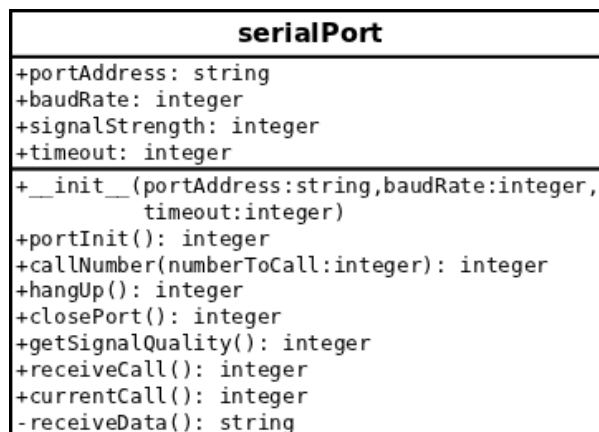 serialPort
+portAddress: string
+baudRate: integer
+signalStrength: integer
+timeout: integer
+__init__(portAddress:string,baudRate:integer,
timeout:integer)
+portInit(): integer
+callNumber(numberToCall:integer): integer
+hangUp(): integer
+closePort(): integer
+getSignalQuality(): integer
+receiveCall(): integer
+currentCall(): integer
-receiveData(): string